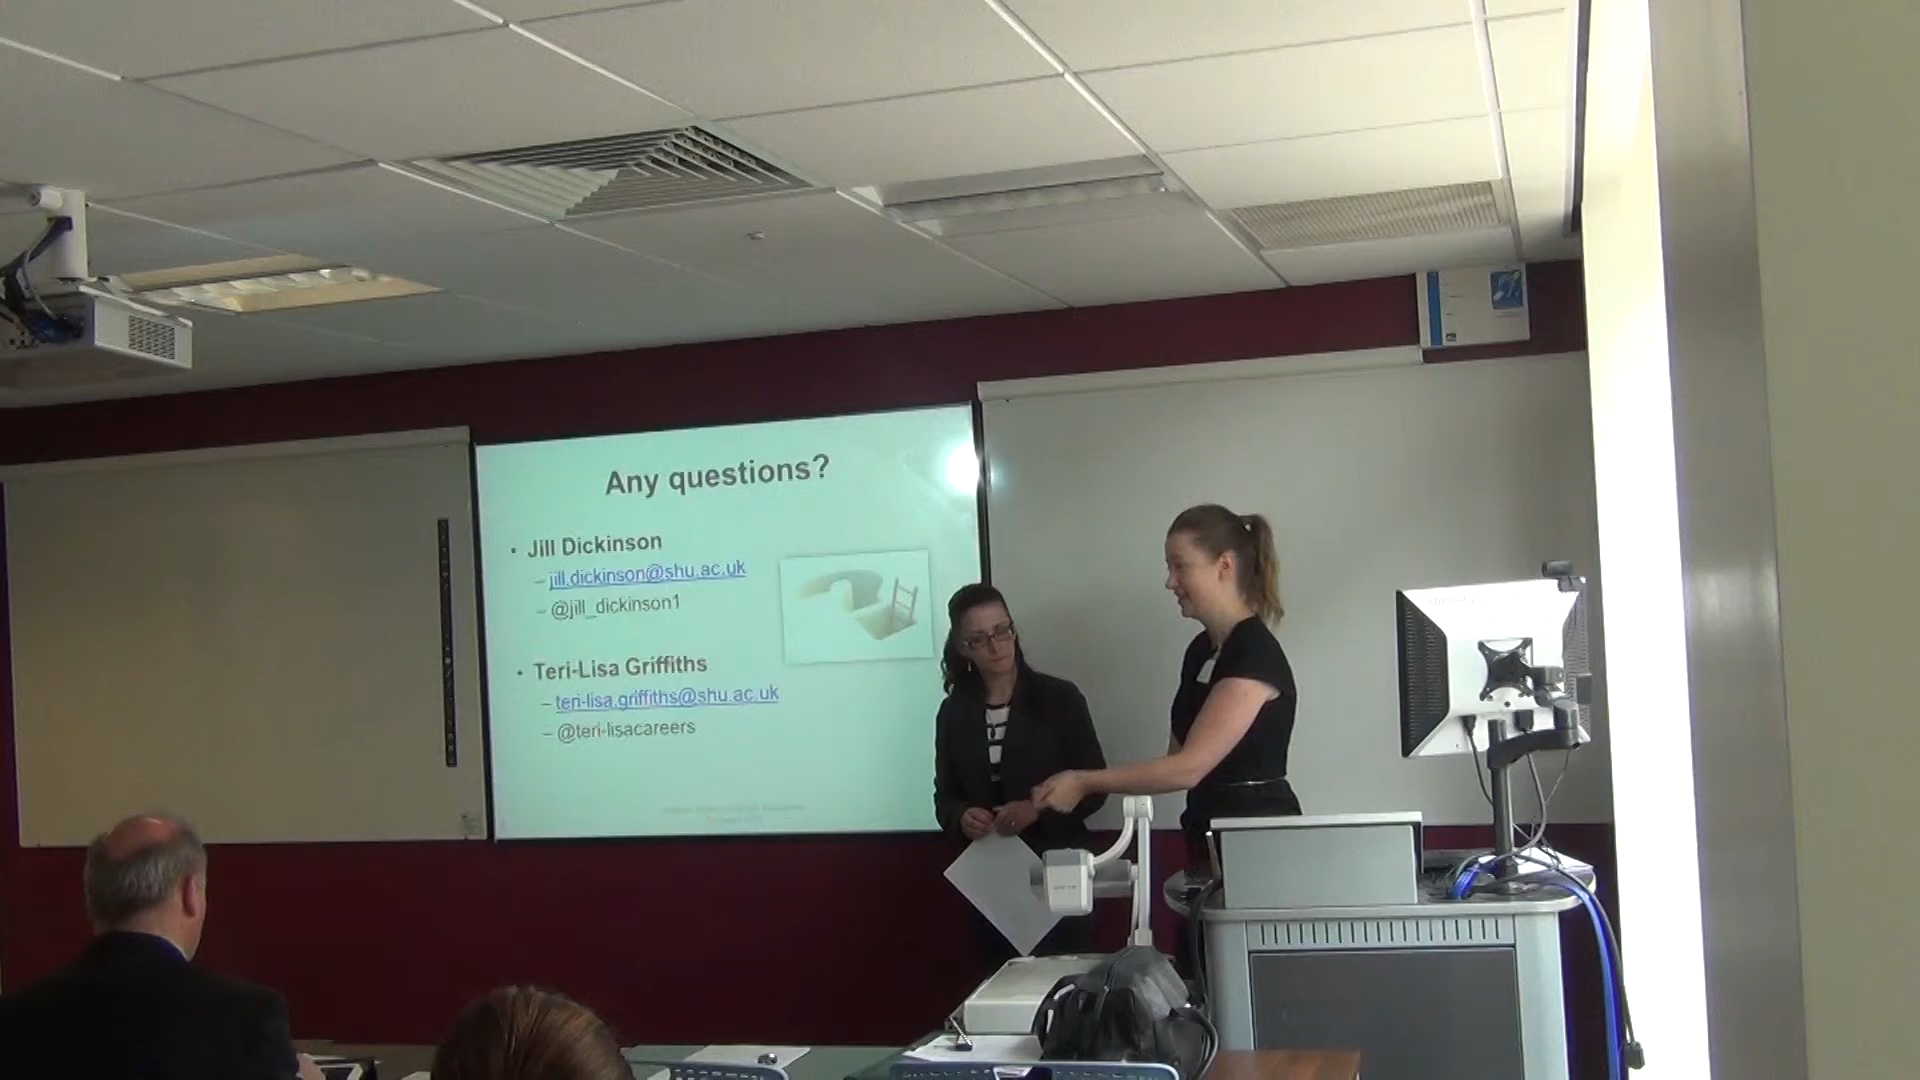 Any questions?
• Jill Dickinson
– jill.dickinson@shu.ac.uk
– @jill_dickinson1
• Teri-Lisa Griffiths
– teri-lisa.griffiths@shu.ac.uk
– @teri-lisacareers